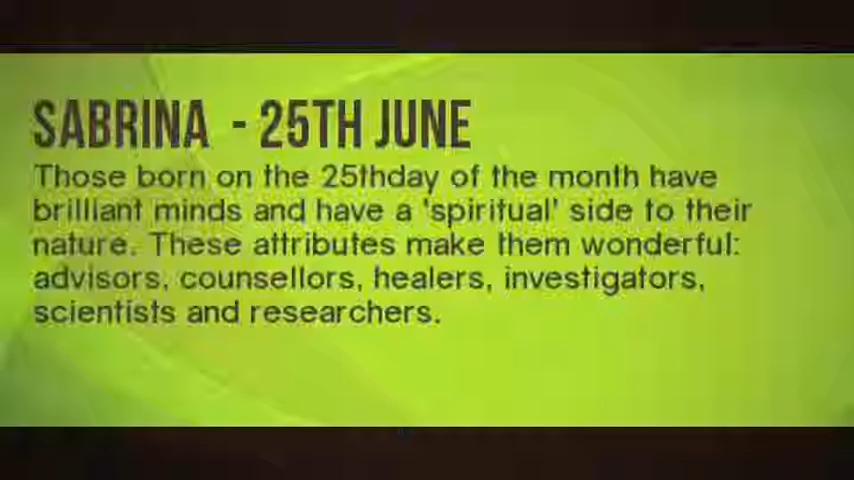 SABRINA - 25TH JUNE
Those born on the 25thday of the month have
brilliant minds and have a 'spiritual' side to their
nature. These attributes make them wonderful:
advisors, counsellors, healers, investigators,
scientists and researchers.